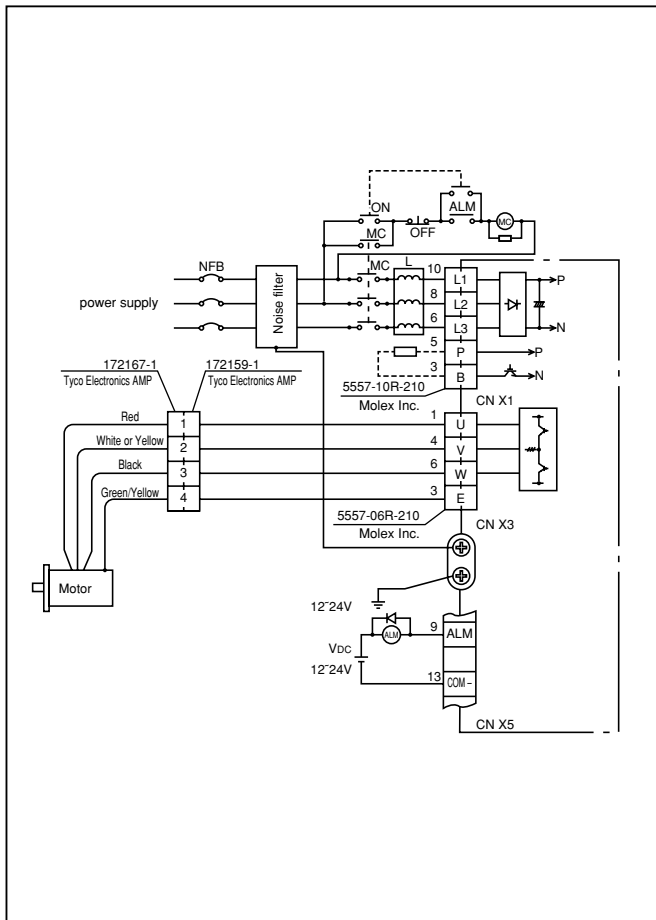 ON
ALM
MC
OFF
MC
NFB
MC
L
10
L1
P
8
L2
power supply
Noise filter
6
L3
N
5
P
P
3
B
N
172167-1
172159-1
Tyco Electronics AMP
Tyco Electronics AMP
5557-10R-210
Molex Inc.
CN X1
Red
1
1
U
White or Yellow
2
4
V
Black
3
6
W
Green/Yellow
4
3
E
5557-06R-210
Molex Inc.
CN X3
Motor
12~24V
ALM
9
ALM
VDC
12~24V
13
COM -
CN X5